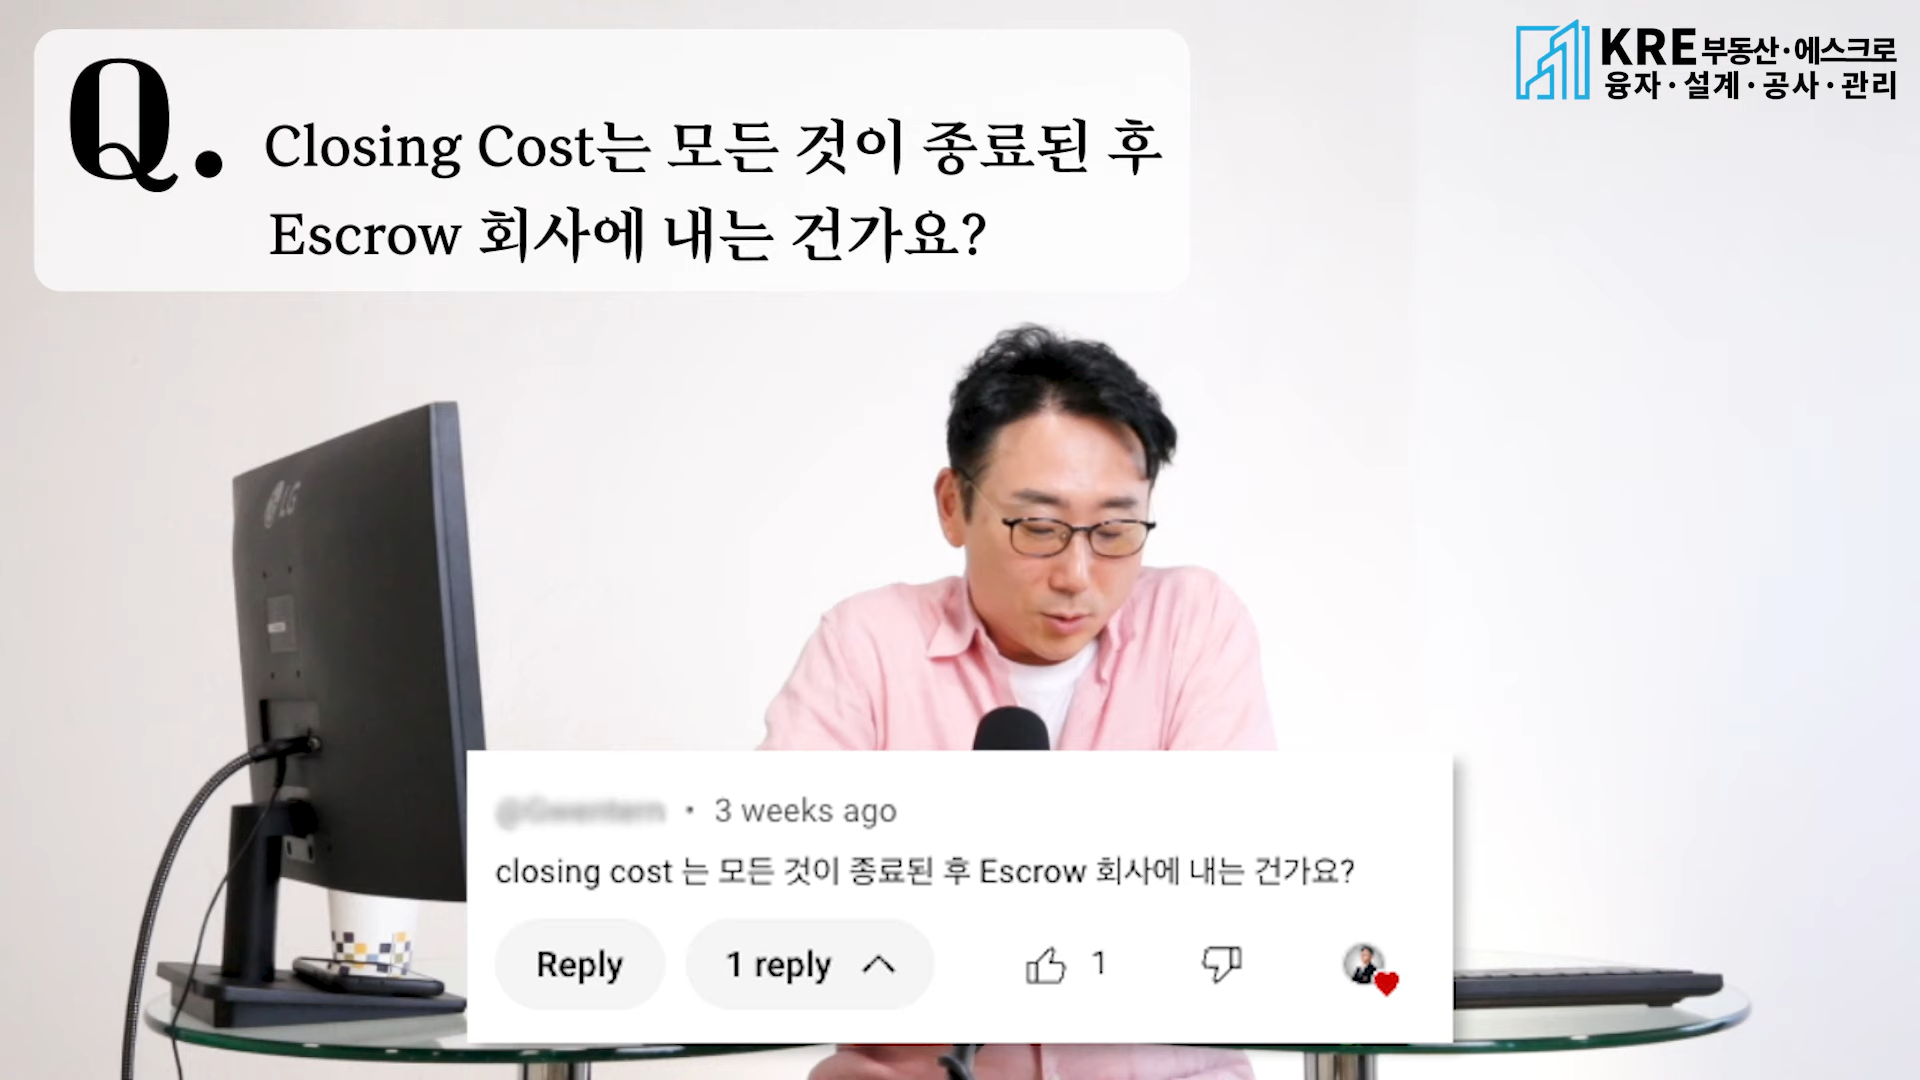 Q. Closing Cost는 모든 것이 종료된 후
Escrow 회사에 내는 건가요?
KRE 부동산·에스크로
융자·설계·공사·관리
LG
• 3 weeks ago
closing cost 는 모든 것이 종료된 후 Escrow 회사에 내는 건가요?
Reply
1 reply
1